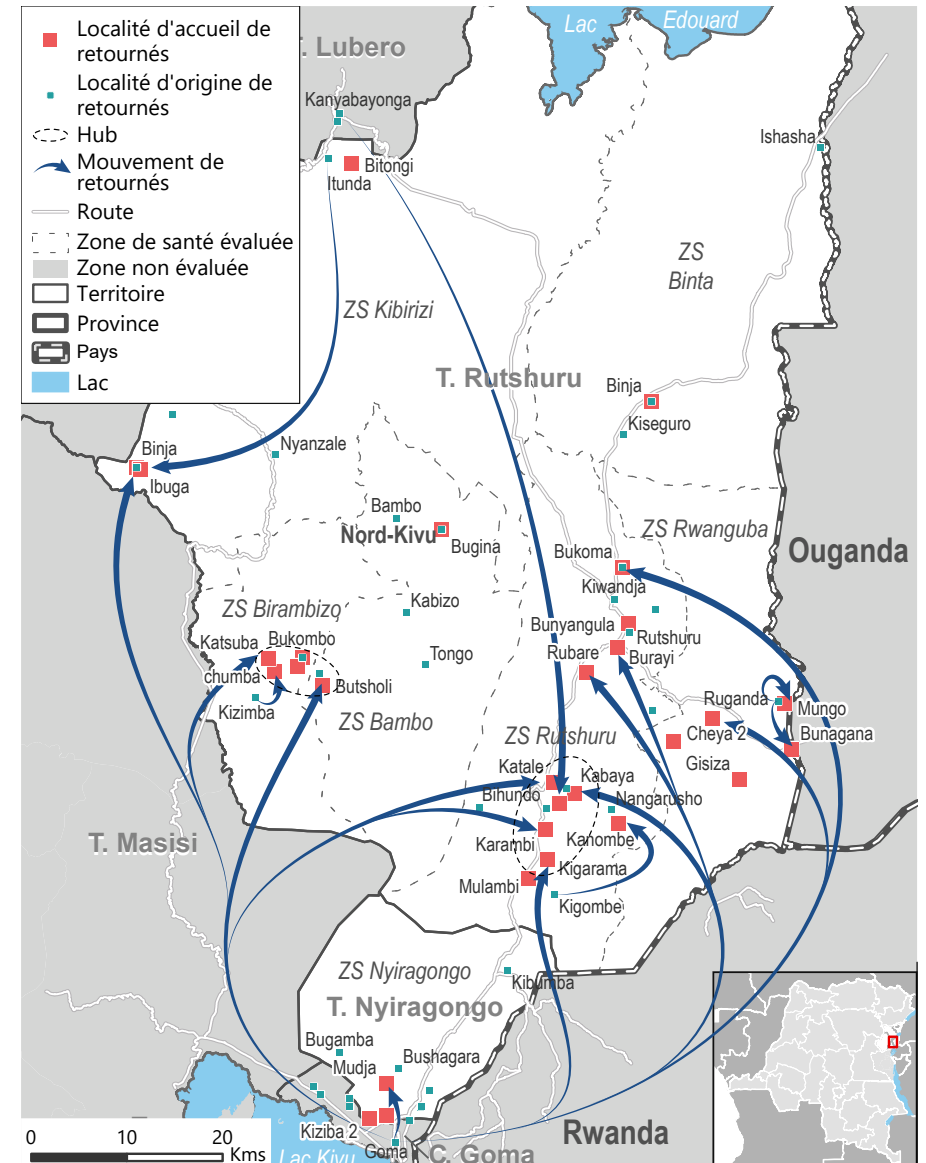 Localité d'accueil de
retournés
Localité d'origine de
retournés
Hub
Mouvement de
retournés
Route
Zone de santé évaluée
Zone non évaluée
Territoire
Province
Pays
Lac
Lac
Edouard
Lubero
Kanyabayonga
Ishasha
Bitongi
Itunda
ZS
Binta
ZS Kibirizi
T. Rutshuru
Binja
Kiseguro
Binja
Nyanzale
Ibuga
Bambo
Nord-Kivu
Bugina
ZS Rwanguba
Ouganda
Bukoma
Kiwandja
ZS Birambizo
Kabizo
Bunyangula
Rutshuru
Katsuba
Bukombo
Tongo
Rubare
Burayi
chumba
Butsholi
Kizimba
Ruganda
Mungo
ZS Bambo
Cheya 2
Bunagana
ZS Rutshuru
Gisiza
Katale
Kabaya
Bihundo
Nangarusho
T. Masisi
Karambi
Kanombe
Kigarama
Mulambi
Kigombe
ZS Nyiragongo
Kibumba
T. Nyiragongo
Bugamba
Mudja
Bushagara
Kiziba 2
Rwanda
Goma
C. Goma
Lac Kivu
0 10 20
Kms